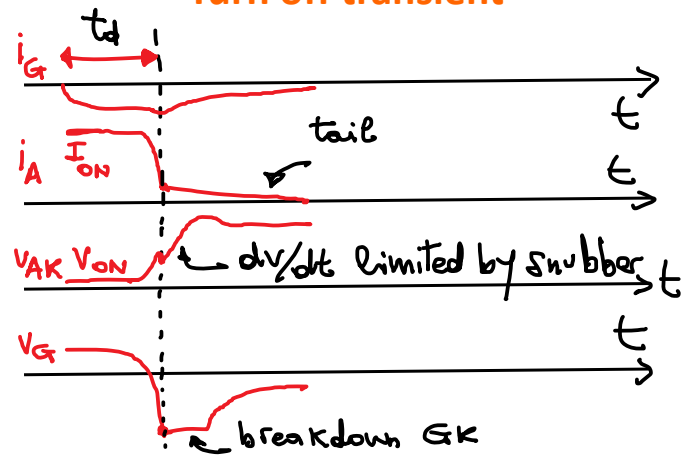 Turn off transient
td
iG
t
tail
iA ION
t
vAK VON
dv/dt limited by snubber
t
t
vG
breakdown GK